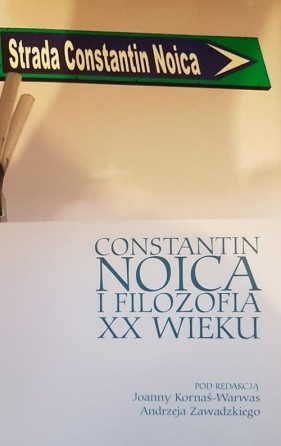 Strada Constantin Noica
CONSTANTIN
NOICA
I FILOZOFIA
XX WIEKU
POD REDAKCJĄ
Joanny Kornaś-Warwas
Andrzeja Zawadzkiego